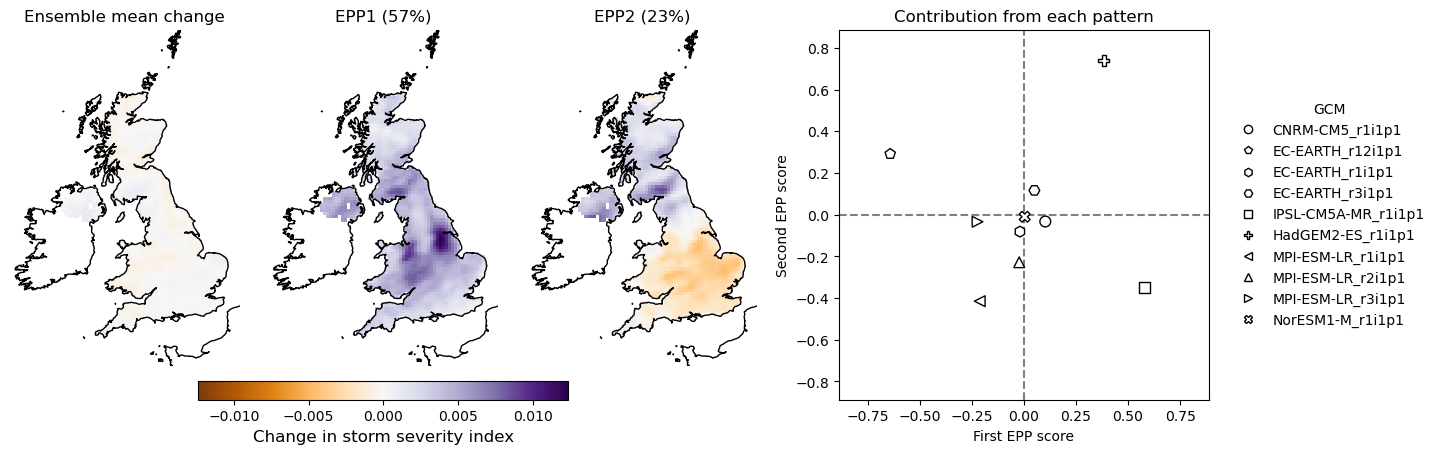 Ensemble mean change
EPP1 (57%)
EPP2 (23%)
−0.010 −0.005 0.000 0.005 0.010
Change in storm severity index
Contribution from each pattern
Second EPP score
0.8
0.6
0.4
0.2
0.0
−0.2
−0.4
−0.6
−0.8
−0.75 −0.50 −0.25 0.00 0.25 0.50 0.75
First EPP score
GCM
CNRM-CM5_r1i1p1
EC-EARTH_r12i1p1
EC-EARTH_r1i1p1
EC-EARTH_r3i1p1
IPSL-CM5A-MR_r1i1p1
HadGEM2-ES_r1i1p1
MPI-ESM-LR_r1i1p1
MPI-ESM-LR_r2i1p1
MPI-ESM-LR_r3i1p1
NorESM1-M_r1i1p1